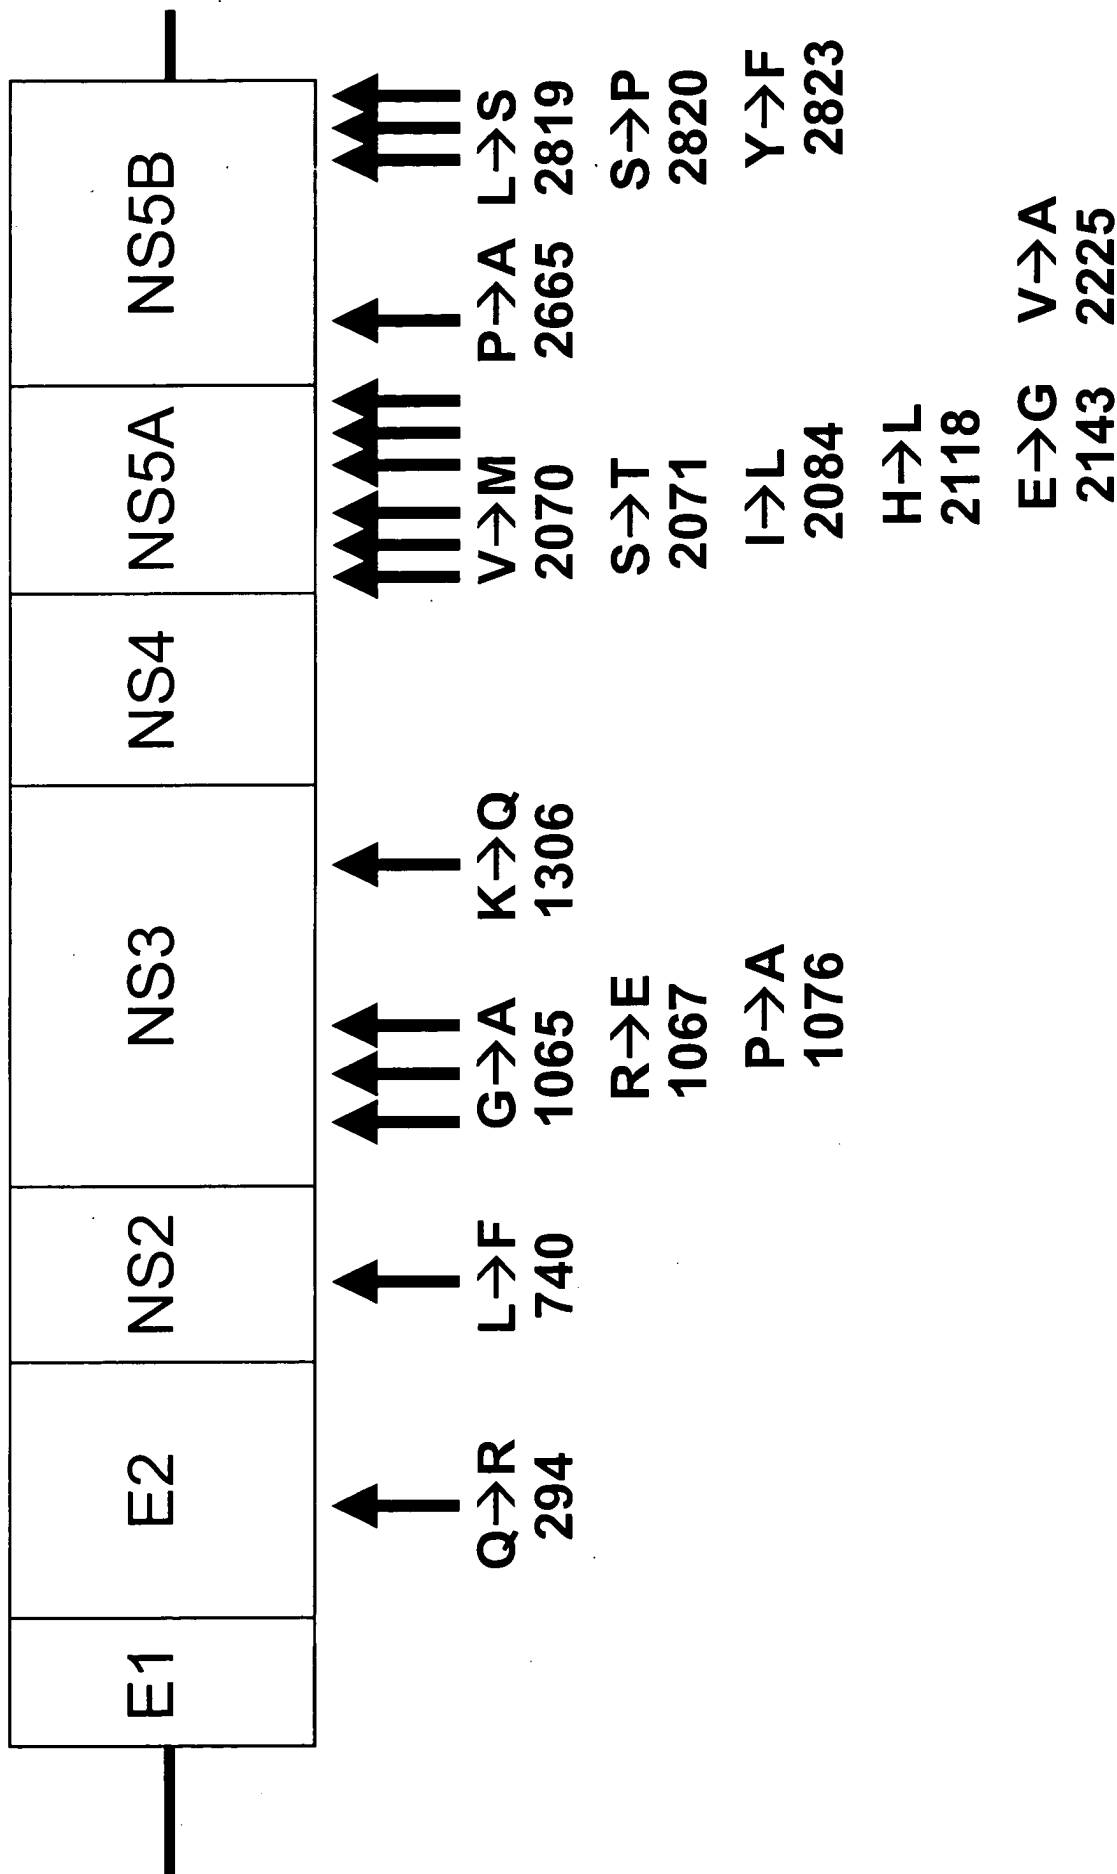 E1 E2 NS2 NS3 NS4 NS5A NS5B
Q→R L→F G→A K→Q V→M P→A L→S
294 740 1065 1306 2070 2665 2819
R→E S→T S→P
1067 2071 2820
P→A I→L Y→F
1076 2084 2823
H→L
2118
E→G V→A
2143 2225